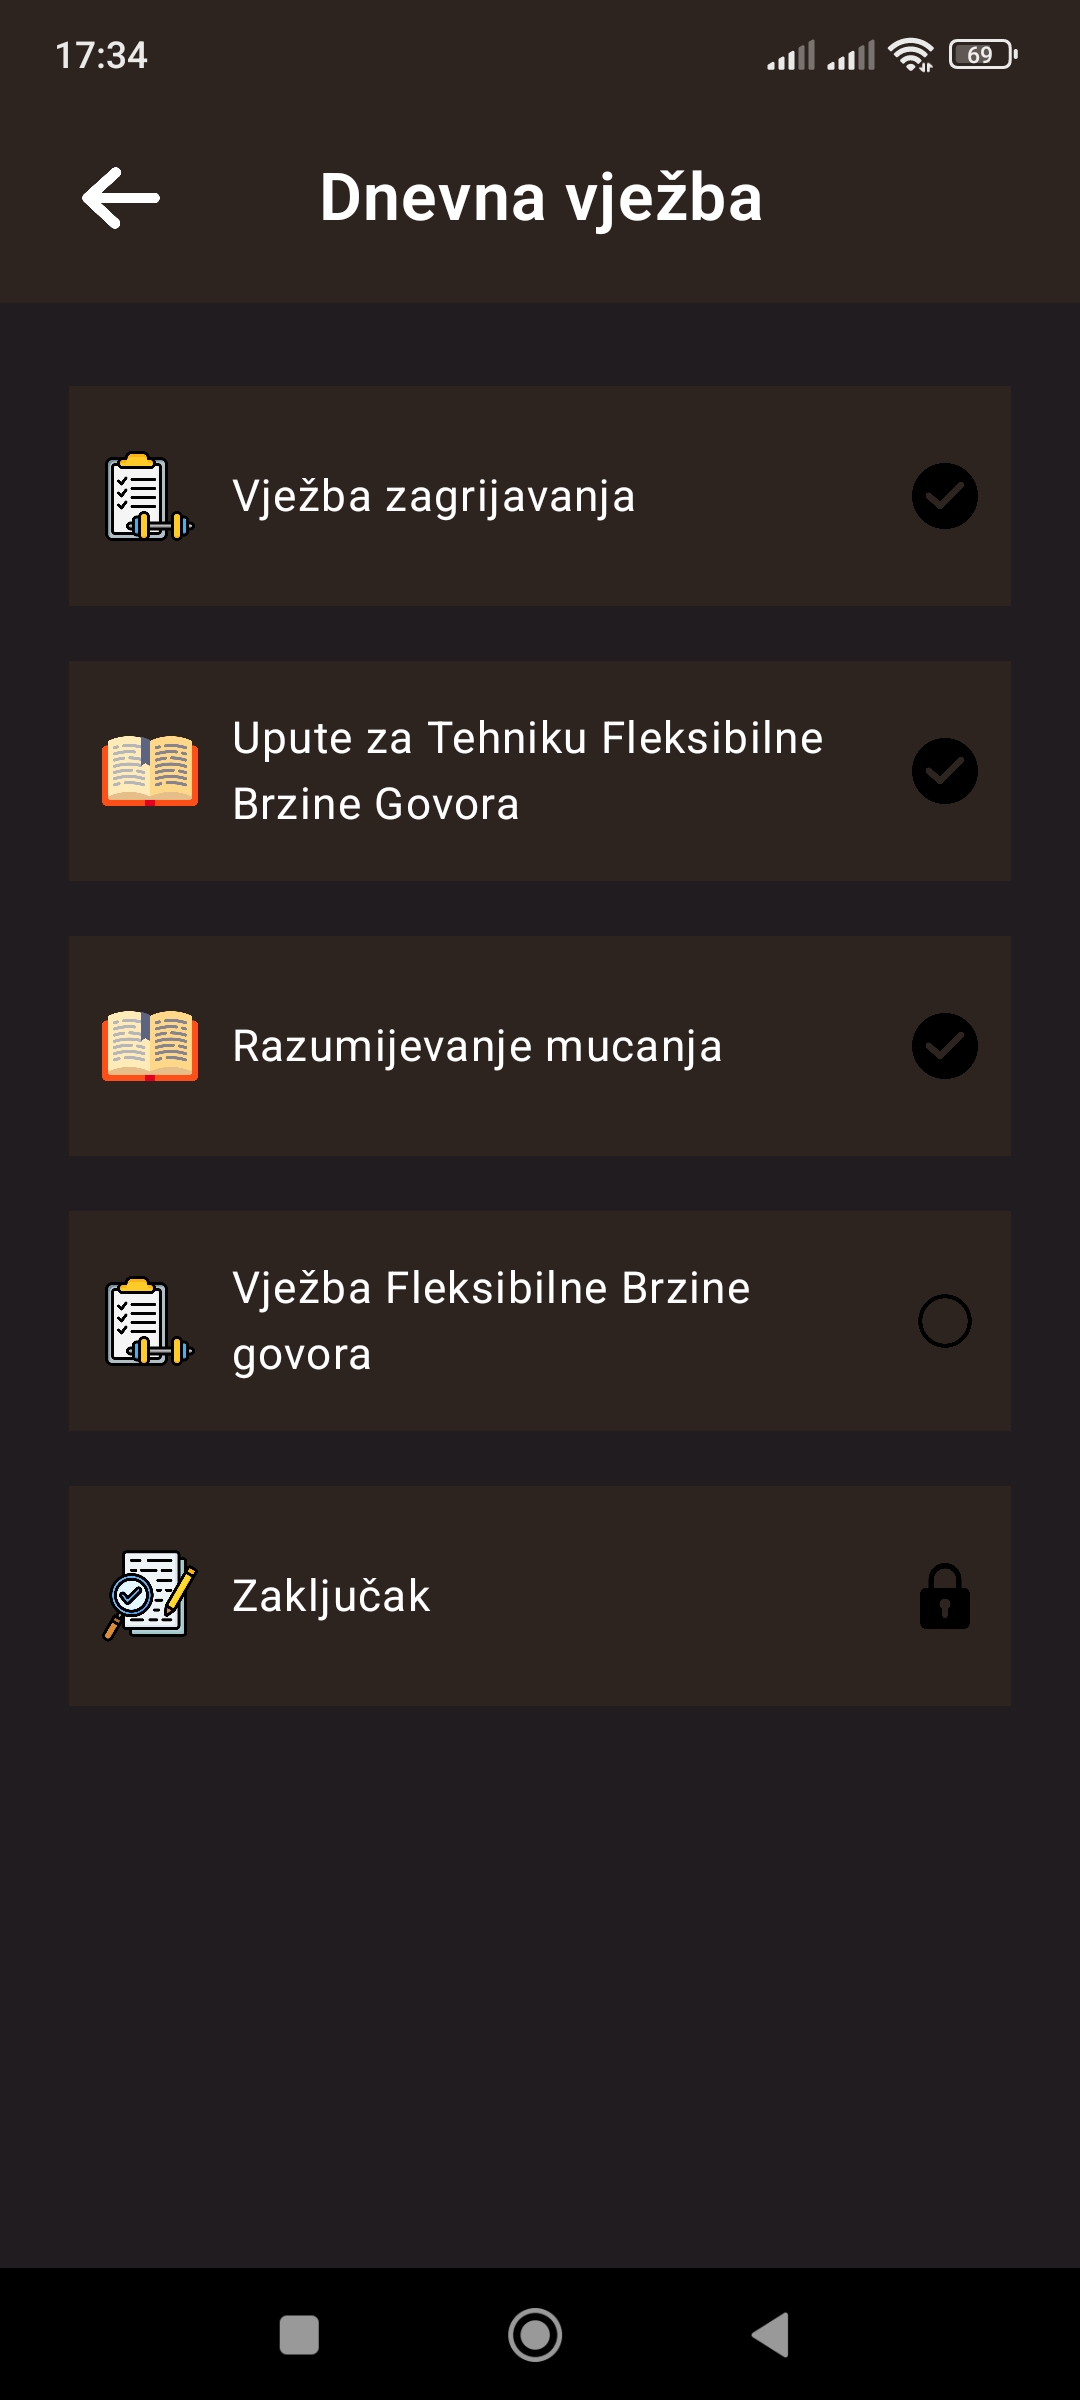 17:34
69
Dnevna vježba
Vježba zagrijavanja
Upute za Tehniku Fleksibilne
Brzine Govora
Razumijevanje mucanja
Vježba Fleksibilne Brzine
govora
Zaključak